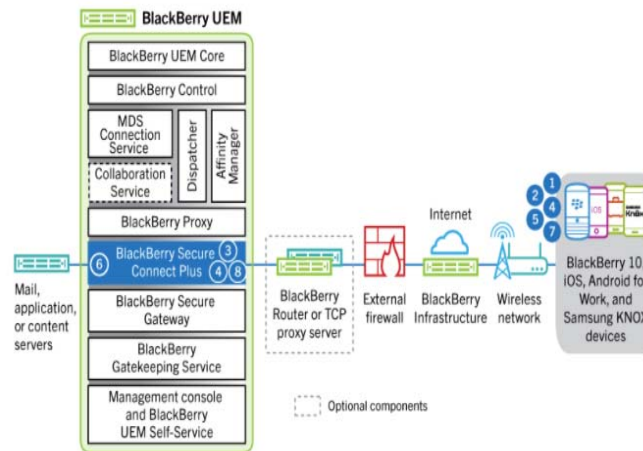 BlackBerry UEM
BlackBerry UEM Core
BlackBerry Control
MDS
Connection
Service
Dispatcher
Affinity
Manager
Collaboration
Service
BlackBerry Proxy
6
BlackBerry Secure
Connect Plus
3
4
8
BlackBerry Secure
Gateway
BlackBerry
Gatekeeping Service
Management console
and BlackBerry
UEM Self-Service
Mail,
application,
or content
servers
BlackBerry
Router or TCP
proxy server
External
firewall
Internet
BlackBerry
Infrastructure
Wireless
network
1
2
4
5
7
iOS
KNOX
BlackBerry 10,
iOS, Android for
Work, and
Samsung KNOX
devices
Optional components